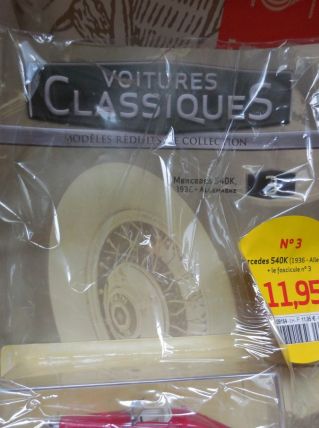 VOITURES
CLASSIQUES
MODÈLES RÉDUITS DE COLLECTION
MERCEDES 540K,
1936 - ALLEMAGNE
N° 3
rcedes 540K (1936 - Alle
+ le fascicule n° 3
11,95